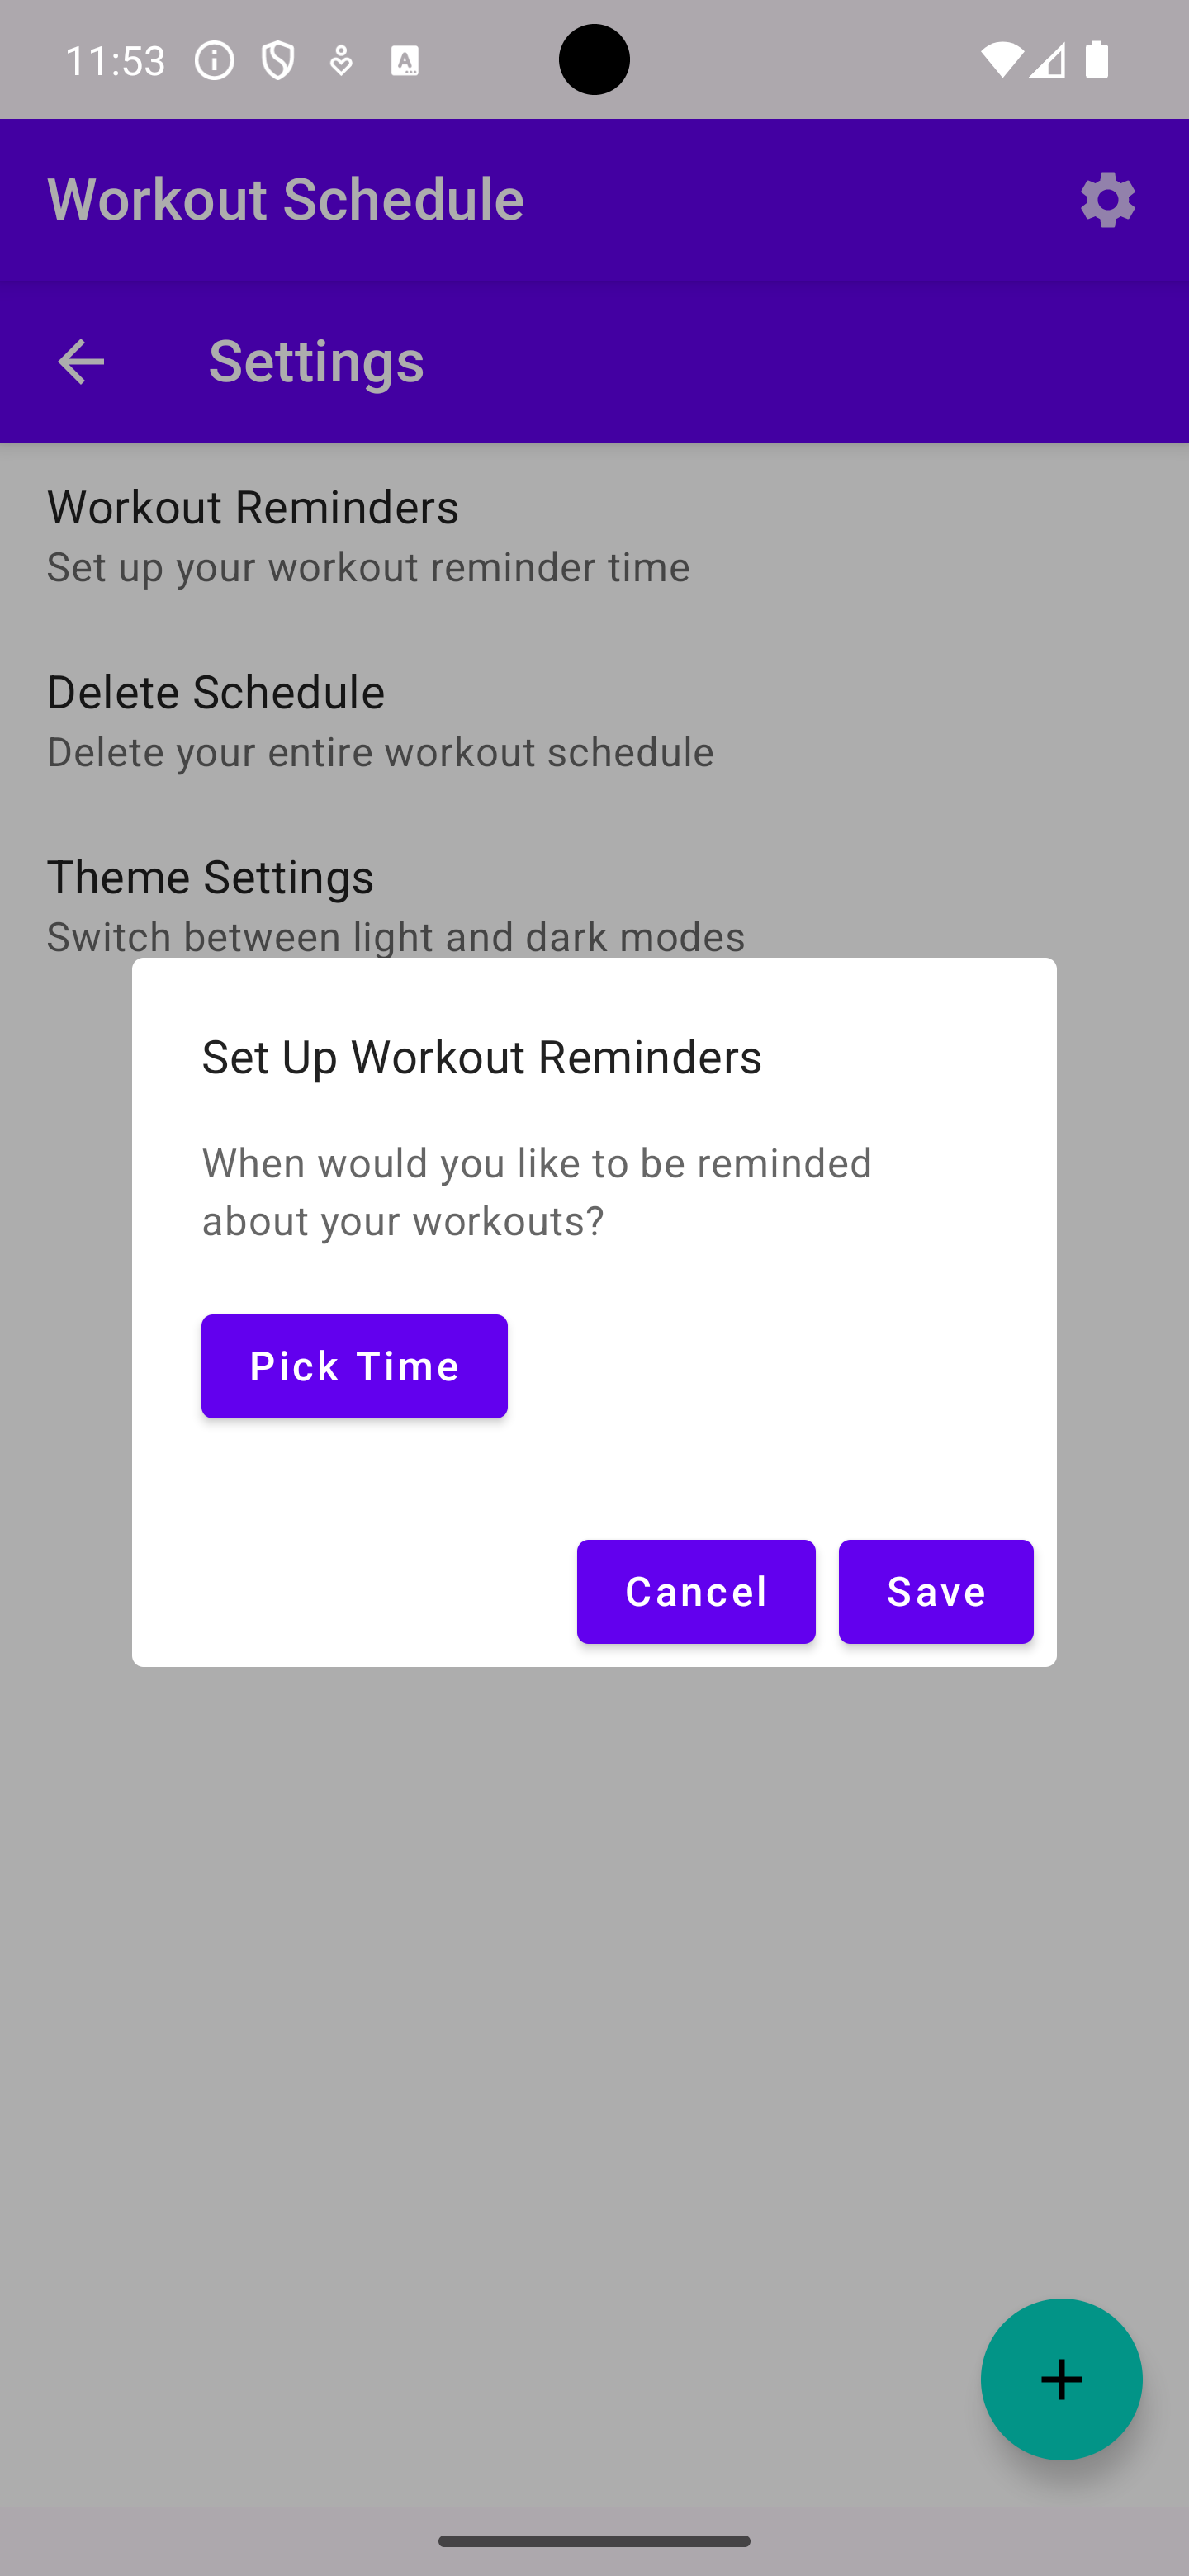 11:53
Workout Schedule
Settings
Workout Reminders
Set up your workout reminder time
Delete Schedule
Delete your entire workout schedule
Theme Settings
Switch between light and dark modes
Set Up Workout Reminders
When would you like to be reminded
about your workouts?
Pick Time
Cancel Save